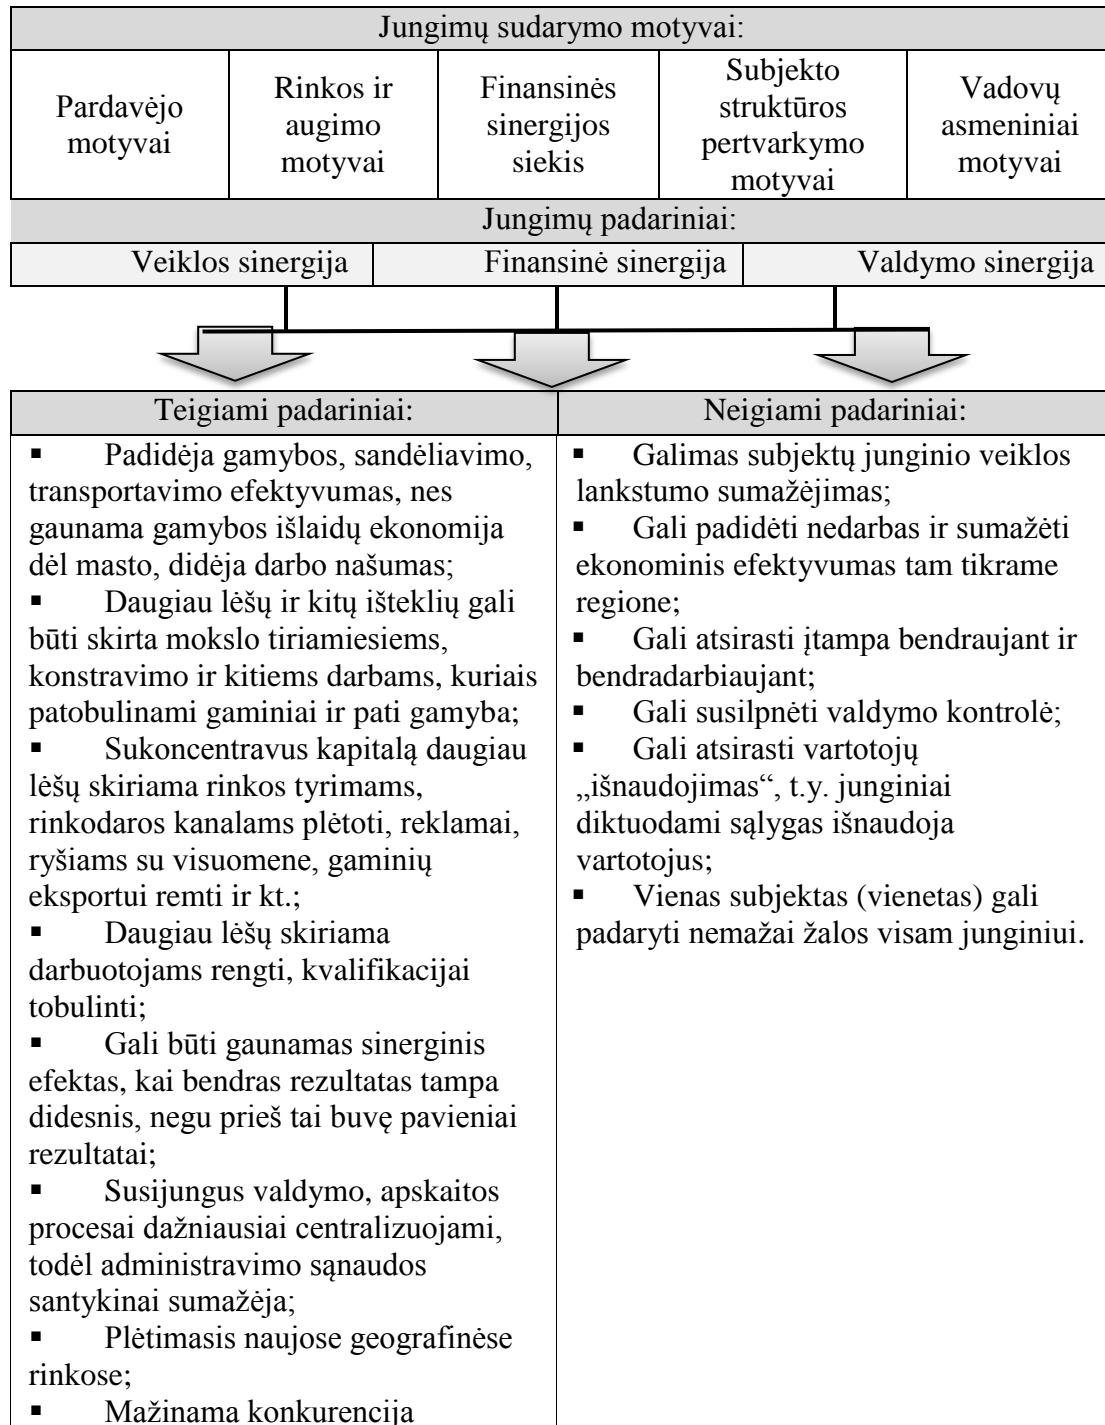 Jungimų sudarymo motyvai:
Pardavėjo
motyvai
Rinkos ir
augimo
motyvai
Finansinės
sinergijos
siekis
Subjekto
struktūros
pertvarkymo
motyvai
Vadovų
asmeniniai
motyvai
Jungimų padariniai:
Veiklos sinergija
Finansinė sinergija
Valdymo sinergija
Teigiami padariniai:
▪ Padidėja gamybos, sandėliavimo,
transportavimo efektyvumas, nes
gaunama gamybos išlaidų ekonomija
dėl masto, didėja darbo našumas;
▪ Daugiau lėšų ir kitų išteklių gali
būti skirta mokslo tiriamiesiems,
konstravimo ir kitiems darbams, kuriais
patobulinami gaminiai ir pati gamyba;
▪ Sukoncentravus kapitalą daugiau
lėšų skiriama rinkos tyrimams,
rinkodaros kanalams plėtoti, reklamai,
ryšiams su visuomene, gaminių
eksportui remti ir kt.;
▪ Daugiau lėšų skiriama
darbuotojams rengti, kvalifikacijai
tobulinti;
▪ Gali būti gaunamas sinerginis
efektas, kai bendras rezultatas tampa
didesnis, negu prieš tai buvę pavieniai
rezultatai;
▪ Susijungus valdymo, apskaitos
procesai dažniausiai centralizuojami,
todėl administravimo sąnaudos
santykinai sumažėja;
▪ Plėtimasis naujose geografinėse
rinkose;
▪ Mažinama konkurencija
Neigiami padariniai:
▪ Galimas subjektų junginio veiklos
lankstumo sumažėjimas;
▪ Gali padidėti nedarbas ir sumažėti
ekonominis efektyvumas tam tikrame
regione;
▪ Gali atsirasti įtampa bendraujant ir
bendradarbiaujant;
▪ Gali susilpnėti valdymo kontrolė;
▪ Gali atsirasti vartotojų
„išnaudojimas“, t.y. junginiai
diktuodami sąlygas išnaudoja
vartotojus;
▪ Vienas subjektas (vienetas) gali
padaryti nemažai žalos visam junginiui.